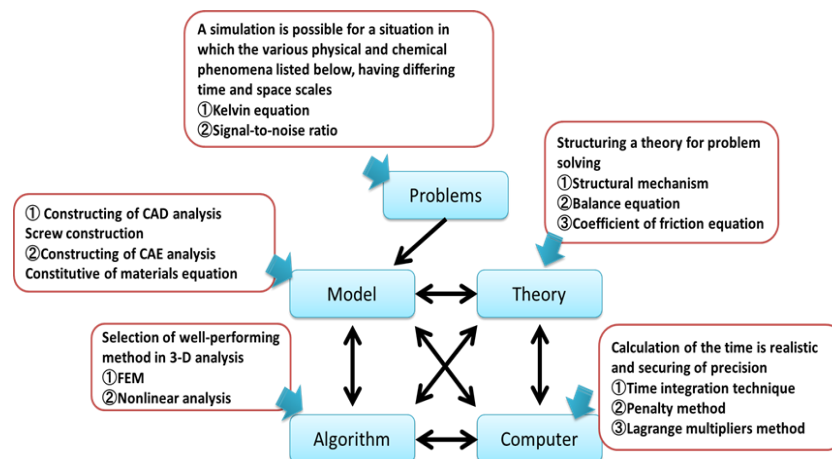 A simulation is possible for a situation in
which the various physical and chemical
phenomena listed below, having differing
time and space scales
①Kelvin equation
②Signal-to-noise ratio
Structuring a theory for problem
solving
①Structural mechanism
②Balance equation
③Coefficient of friction equation
Problems
① Constructing of CAD analysis
Screw construction
②Constructing of CAE analysis
Constitutive of materials equation
Model
Theory
Selection of well-performing
method in 3-D analysis
①FEM
②Nonlinear analysis
Calculation of the time is realistic
and securing of precision
①Time integration technique
②Penalty method
③Lagrange multipliers method
Algorithm
Computer